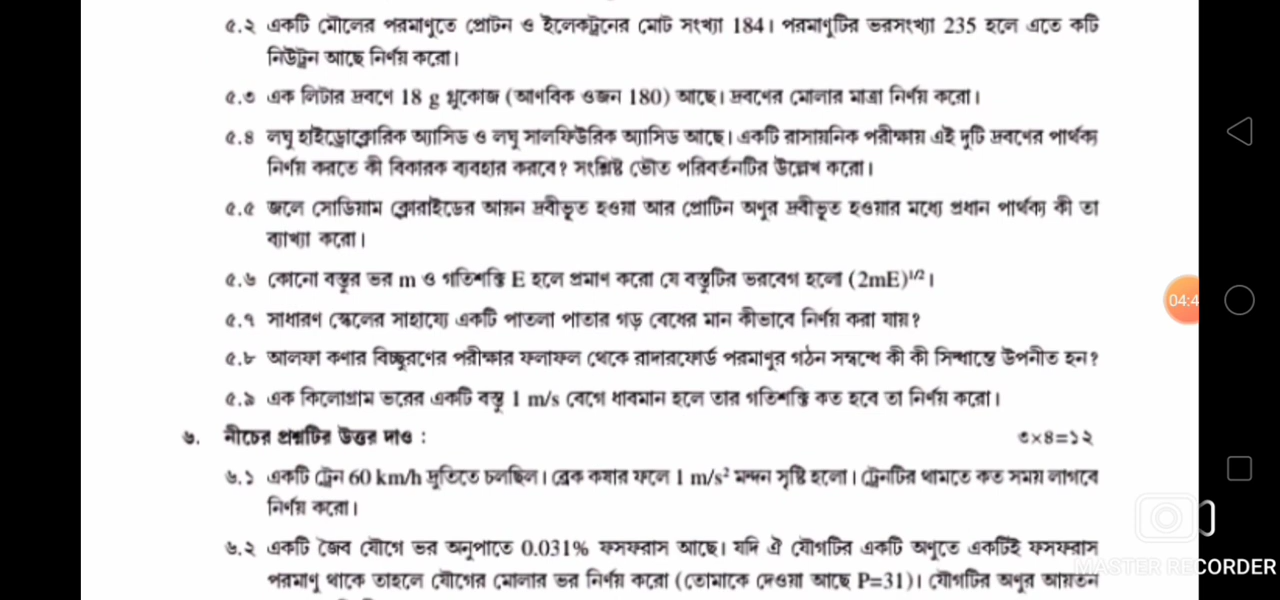 ৫.২ একটি মৌলের পরমাণুতে প্রোটন ও ইলেকট্রনের মোট সংখ্যা 184। পরমাণুটির ভরসংখ্যা 235 হলে এতে কটি
নিউট্রন আছে নির্ণয় করো।
৫.৩ এক লিটার দ্রবণে 18 g গ্লুকোজ (আণবিক ওজন 180) আছে। দ্রবণের মোলার মাত্রা নির্ণয় করো।
৫.৪ লঘু হাইড্রোক্লোরিক অ্যাসিড ও লঘু সালফিউরিক অ্যাসিড আছে। একটি রাসায়নিক পরীক্ষায় এই দুটি দ্রবণের পার্থক্য
নির্ণয় করতে কী বিকারক ব্যবহার করবে? সংশ্লিষ্ট ভৌত পরিবর্তনটির উল্লেখ করো।
৫.৫ জলে সোডিয়াম ক্লোরাইডের আয়ন দ্রবীভূত হওয়া আর প্রোটিন অণুর দ্রবীভূত হওয়ার মধ্যে প্রধান পার্থক্য কী তা
ব্যাখ্যা করো।
৫.৬ কোনো বস্তুর ভর m ও গতিশক্তি E হলে প্রমাণ করো যে বস্তুটির ভরবেগ হলো (2mE)^1/2।
৫.৭ সাধারণ স্কেলের সাহায্যে একটি পাতলা পাতার গড় বেধের মান কীভাবে নির্ণয় করা যায়?
৫.৮ আলফা কণার বিচ্ছুরণের পরীক্ষার ফলাফল থেকে রাদারফোর্ড পরমাণুর গঠন সম্বন্ধে কী কী সিদ্ধান্তে উপনীত হন?
৫.৯ এক কিলোগ্রাম ভরের একটি বস্তু 1 m/s বেগে ধাবমান হলে তার গতিশক্তি কত হবে তা নির্ণয় করো।
04:4
৬. নীচের প্রশ্নটির উত্তর দাও : ৩×৪=১২
৬.১ একটি ট্রেন 60 km/h দ্রুতিতে চলছিল। ব্রেক কষার ফলে 1 m/s² মন্দন সৃষ্টি হলো। ট্রেনটির থামতে কত সময় লাগবে
নির্ণয় করো।
৬.২ একটি জৈব যৌগে ভর অনুপাতে 0.031% ফসফরাস আছে। যদি ঐ যৌগটির একটি অণুতে একটিই ফসফরাস
পরমাণু থাকে তাহলে যৌগের মোলার ভর নির্ণয় করো (তোমাকে দেওয়া আছে P=31)। যৌগটির অণুর আয়তন
MASTER RECORDER